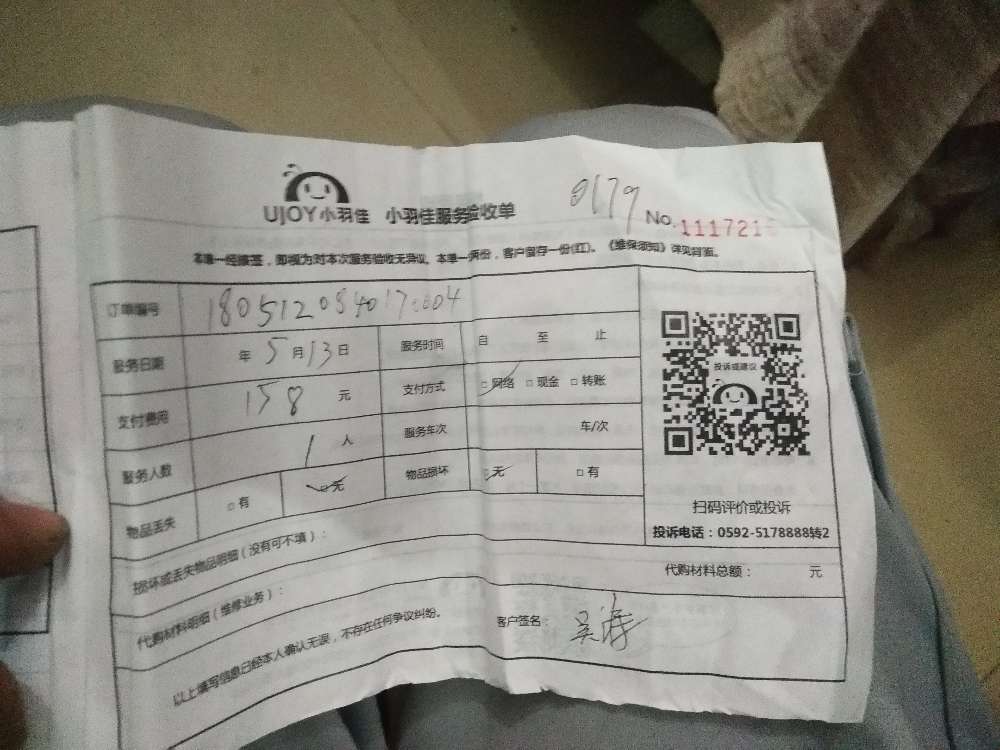 UJOY小羽佳 小羽佳服务验收单
0179
No. 111721
本单一经签签，即视为对本次服务验收无异议。本单一式两份，客户留存一份(红)。《维保须知》详见背面。
订单编号
服务日期 年 5 月 13 日 服务时间 自 至 止
支付费用 158 元 支付方式 □网络 □现金 □转账
服务人数 1 人 服务车次 车/次
物品丢失 □有 □无 物品损坏 □无 □有
投诉或建议
扫码评价或投诉
投诉电话：0592-5178888转2
损坏或丢失物品明细（没有可不填）：
代购材料明细（维修业务）：
代购材料总额： 元
以上填写信息已经本人确认无误，不存在任何争议纠纷。
客户签名： 吴涛